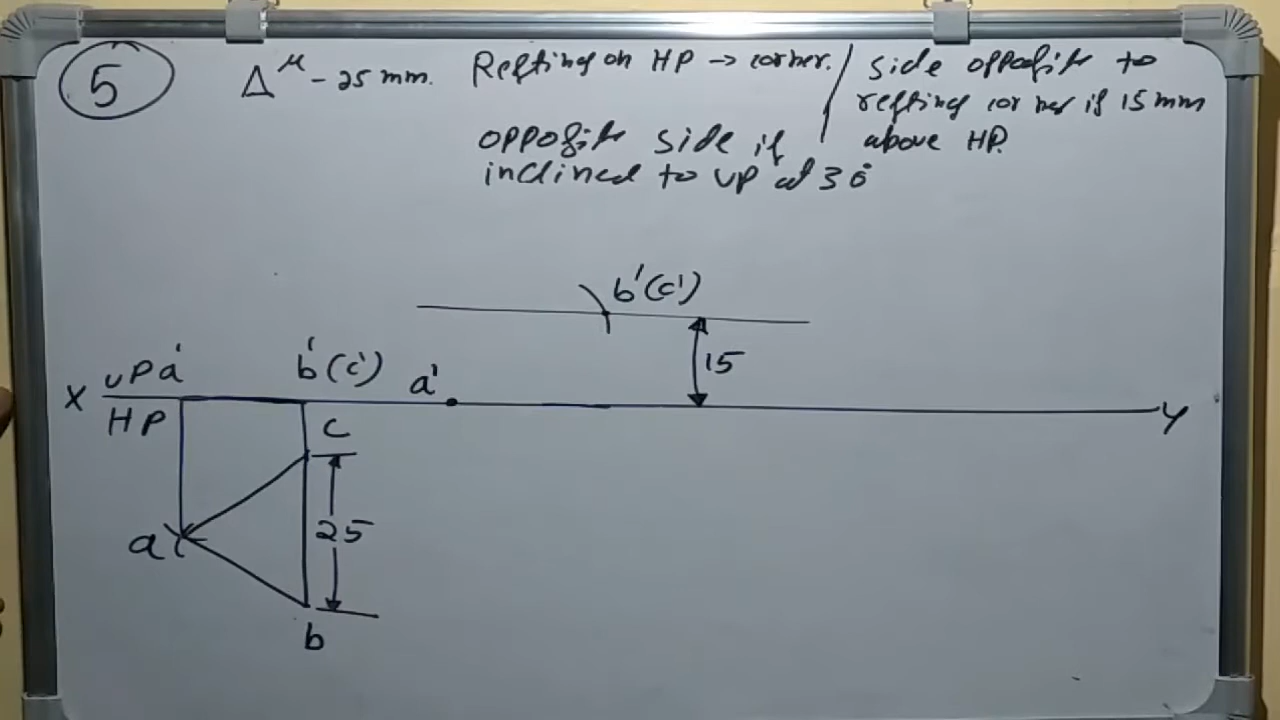 5
Δ^le - 25 mm. Resting on HP → corner. / side opposite to
resting corner is 15 mm
above HP.
opposite side is
inclined to VP at 30°
b'(c')
15
VP a' b'(c') a'
X HP Y
c
a 25
b